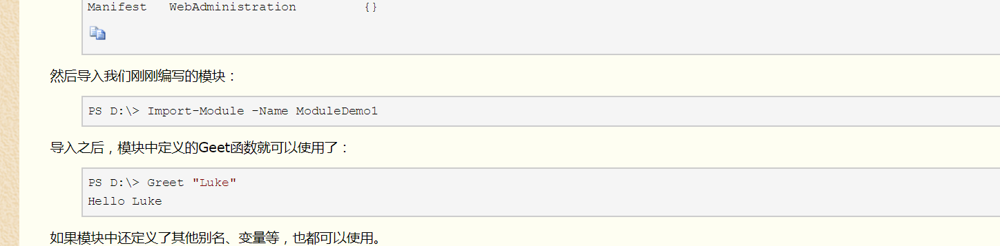 Manifest   WebAdministration         {}
然后导入我们刚刚编写的模块：
PS D:\> Import-Module -Name ModuleDemo1
导入之后，模块中定义的Geet函数就可以使用了：
PS D:\> Greet "Luke"
Hello Luke
如果模块中还定义了其他别名、变量等，也都可以使用。